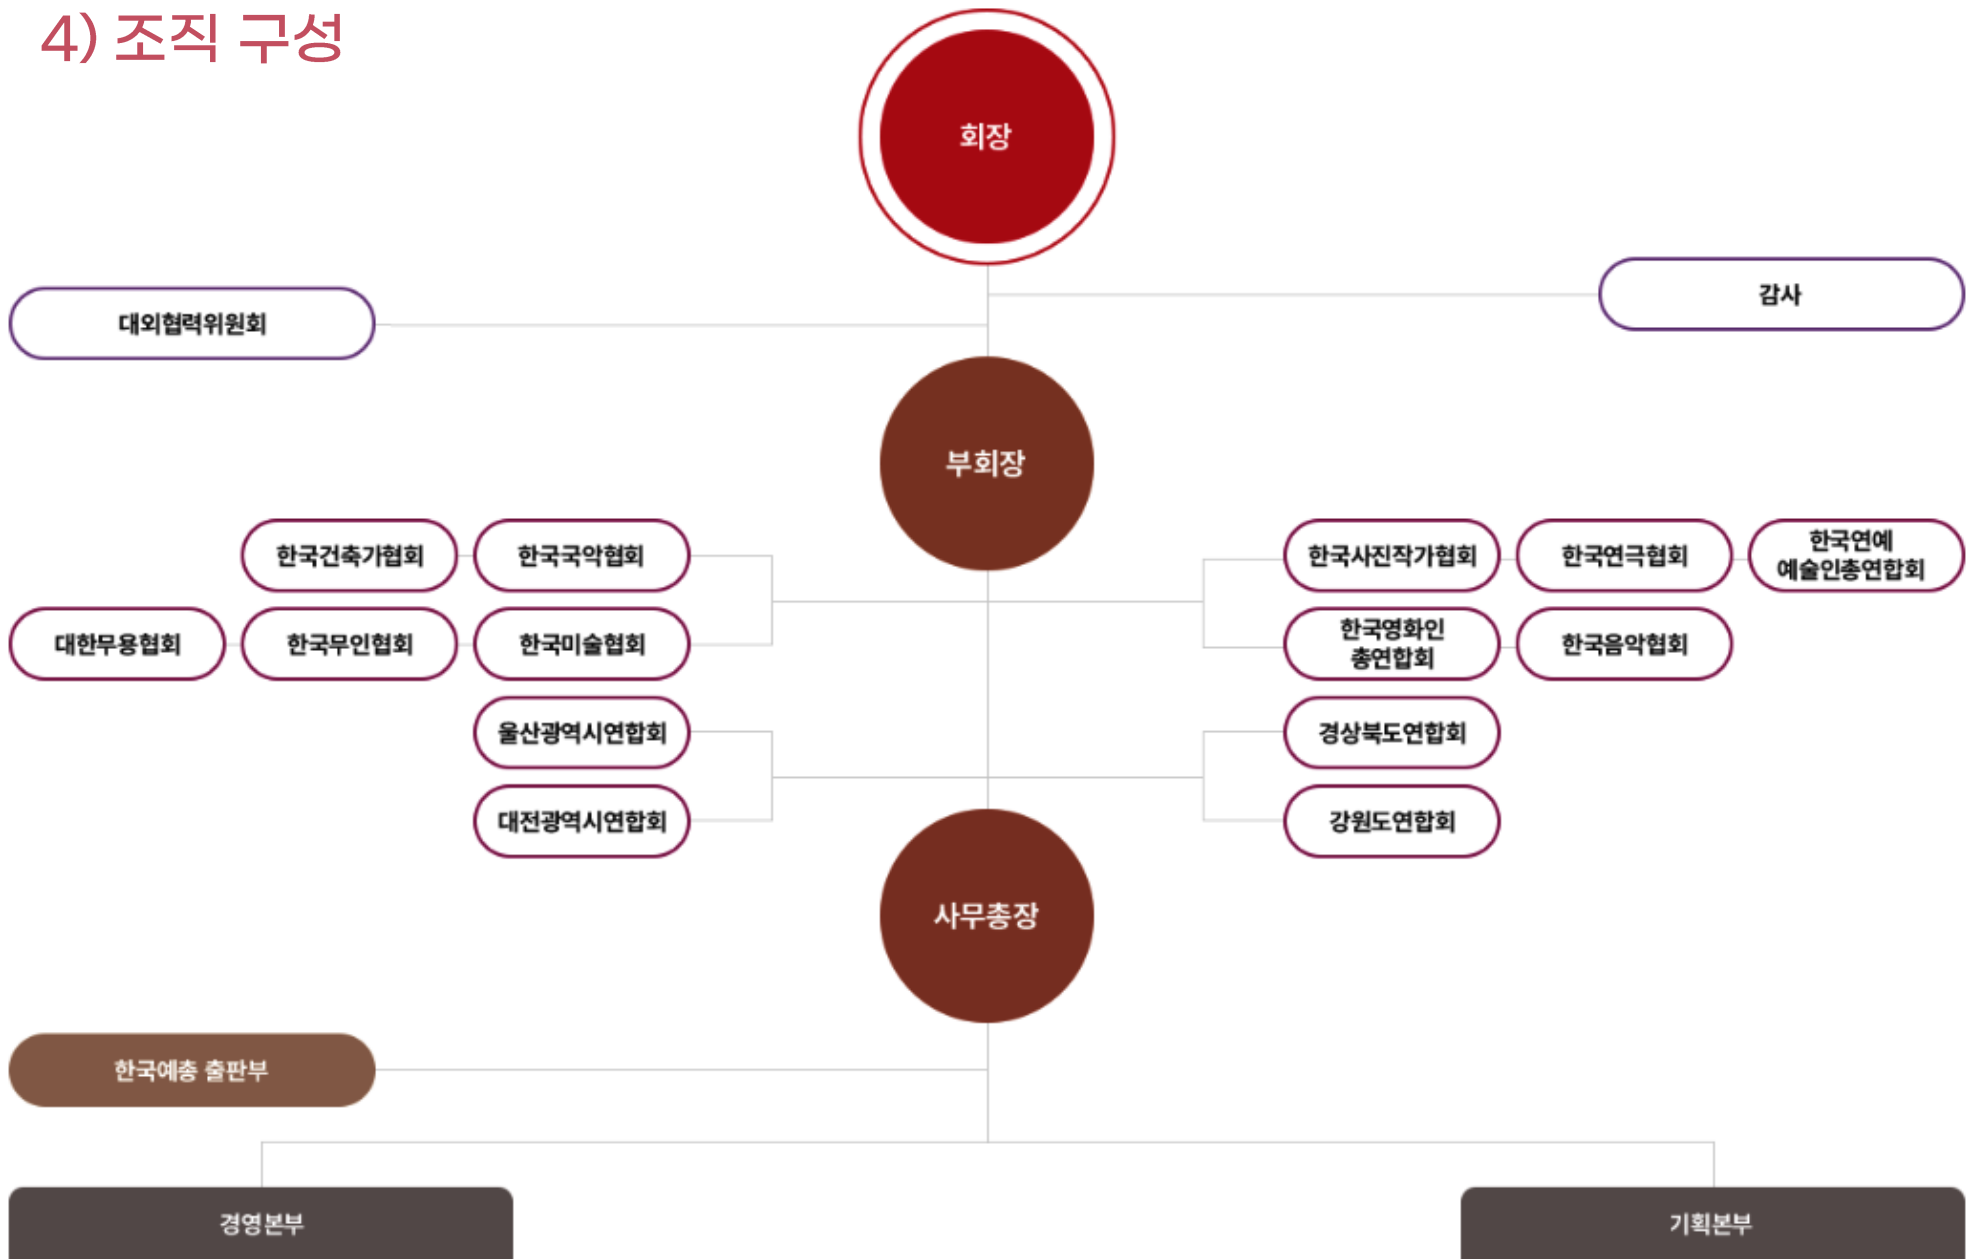 4) 조직 구성
회장
감사
대외협력위원회
부회장
한국건축가협회
한국국악협회
한국사진작가협회
한국연극협회
한국연예
예술인총연합회
대한무용협회
한국무인협회
한국미술협회
한국영화인
총연합회
한국음악협회
울산광역시연합회
경상북도연합회
대전광역시연합회
강원도연합회
사무총장
한국예총 출판부
경영본부
기획본부